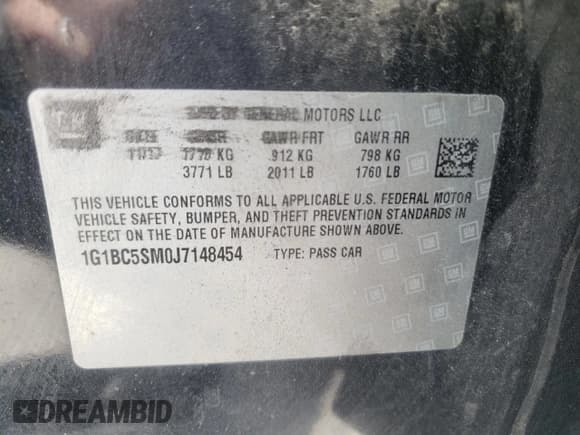 GM
GENERAL MOTORS LLC
GAWR FRT GAWR RR
KG 912 KG 798 KG
3771 LB 2011 LB 1760 LB
THIS VEHICLE CONFORMS TO ALL APPLICABLE U.S. FEDERAL MOTOR
VEHICLE SAFETY, BUMPER, AND THEFT PREVENTION STANDARDS IN
EFFECT ON THE DATE OF MANUFACTURE SHOWN ABOVE.
1G1BC5SM0J7148454 TYPE: PASS CAR
DREAMBID